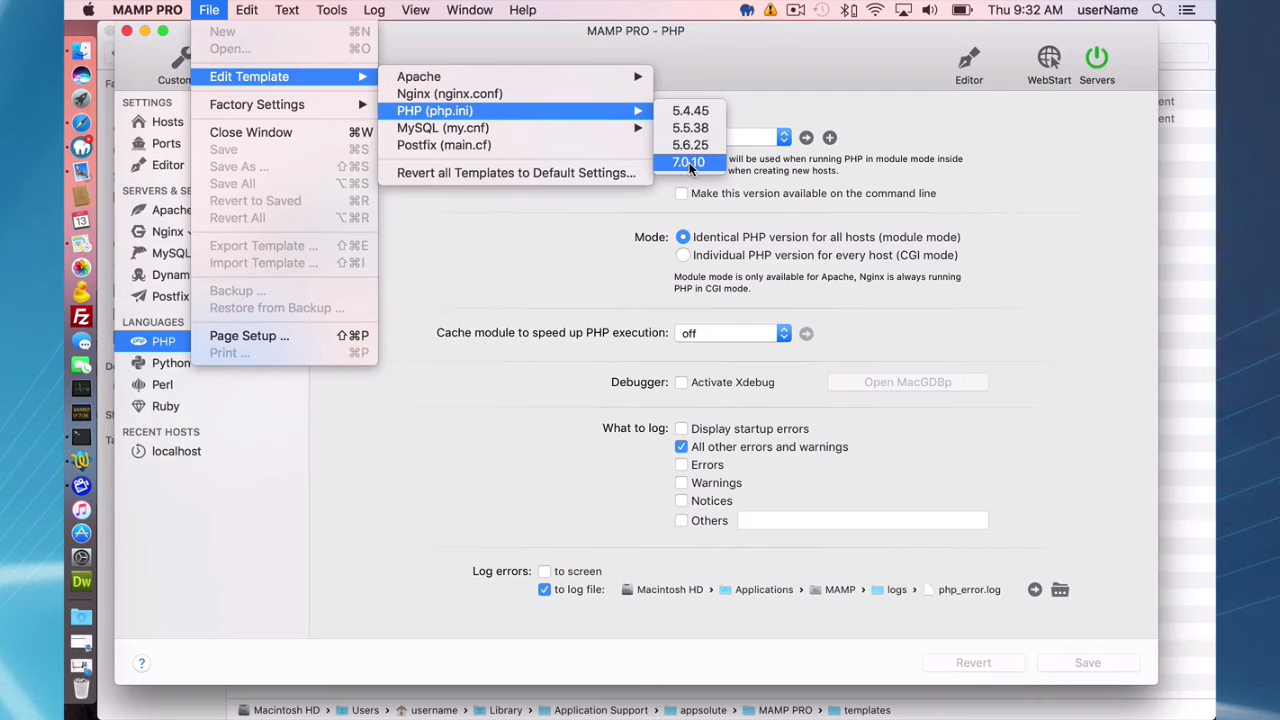 MAMP PRO File Edit Text Tools Log View Window Help Thu 9:32 AM userName
MAMP PRO - PHP
New ⌘N
Open... ⌘O
Edit Template
Factory Settings
Close Window ⌘W
Save ⌘S
Save As ... ⇧⌘S
Save All ⌥⌘S
Revert to Saved ⌘R
Revert All ⌥⌘R
Export Template ... ⇧⌘E
Import Template ... ⇧⌘I
Backup ...
Restore from Backup ...
Page Setup ... ⇧⌘P
Print ... ⌘P
Apache
Nginx (nginx.conf)
PHP (php.ini)
MySQL (my.cnf)
Postfix (main.cf)
Revert all Templates to Default Settings...
5.4.45
5.5.38
5.6.25
7.0.10
Editor WebStart Servers
SETTINGS
Hosts
Ports
Editor
Apache
Nginx
MySQL
Postfix
LANGUAGES
PHP
Python
Perl
Ruby
RECENT HOSTS
localhost
will be used when running PHP in module mode inside
when creating new hosts.
Make this version available on the command line
Mode: Identical PHP version for all hosts (module mode)
Individual PHP version for every host (CGI mode)
Module mode is only available for Apache, Nginx is always running
PHP in CGI mode.
Cache module to speed up PHP execution: off
Debugger: Activate Xdebug Open MacGDBp
What to log: Display startup errors
All other errors and warnings
Errors
Warnings
Notices
Others
Log errors: to screen
to log file: Macintosh HD › Applications › MAMP › logs › php_error.log
? Revert Save
Macintosh HD › Users › username › Library › Application Support › appsolute › MAMP PRO › templates
13
Fz
Dw